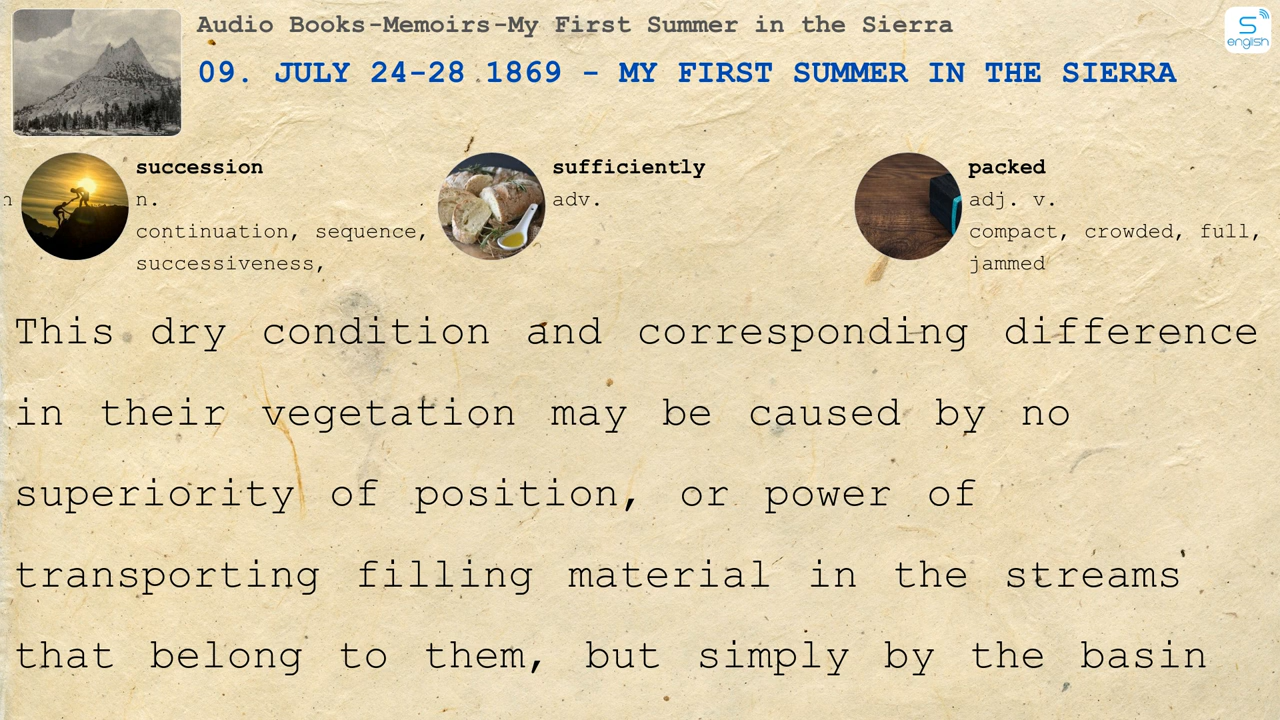 Audio Books-Memoirs-My First Summer in the Sierra
09. JULY 24-28 1869 - MY FIRST SUMMER IN THE SIERRA
S
english
succession
n.
continuation, sequence,
successiveness,
sufficiently
adv.
packed
adj. v.
compact, crowded, full,
jammed
This dry condition and corresponding difference
in their vegetation may be caused by no
superiority of position, or power of
transporting filling material in the streams
that belong to them, but simply by the basin